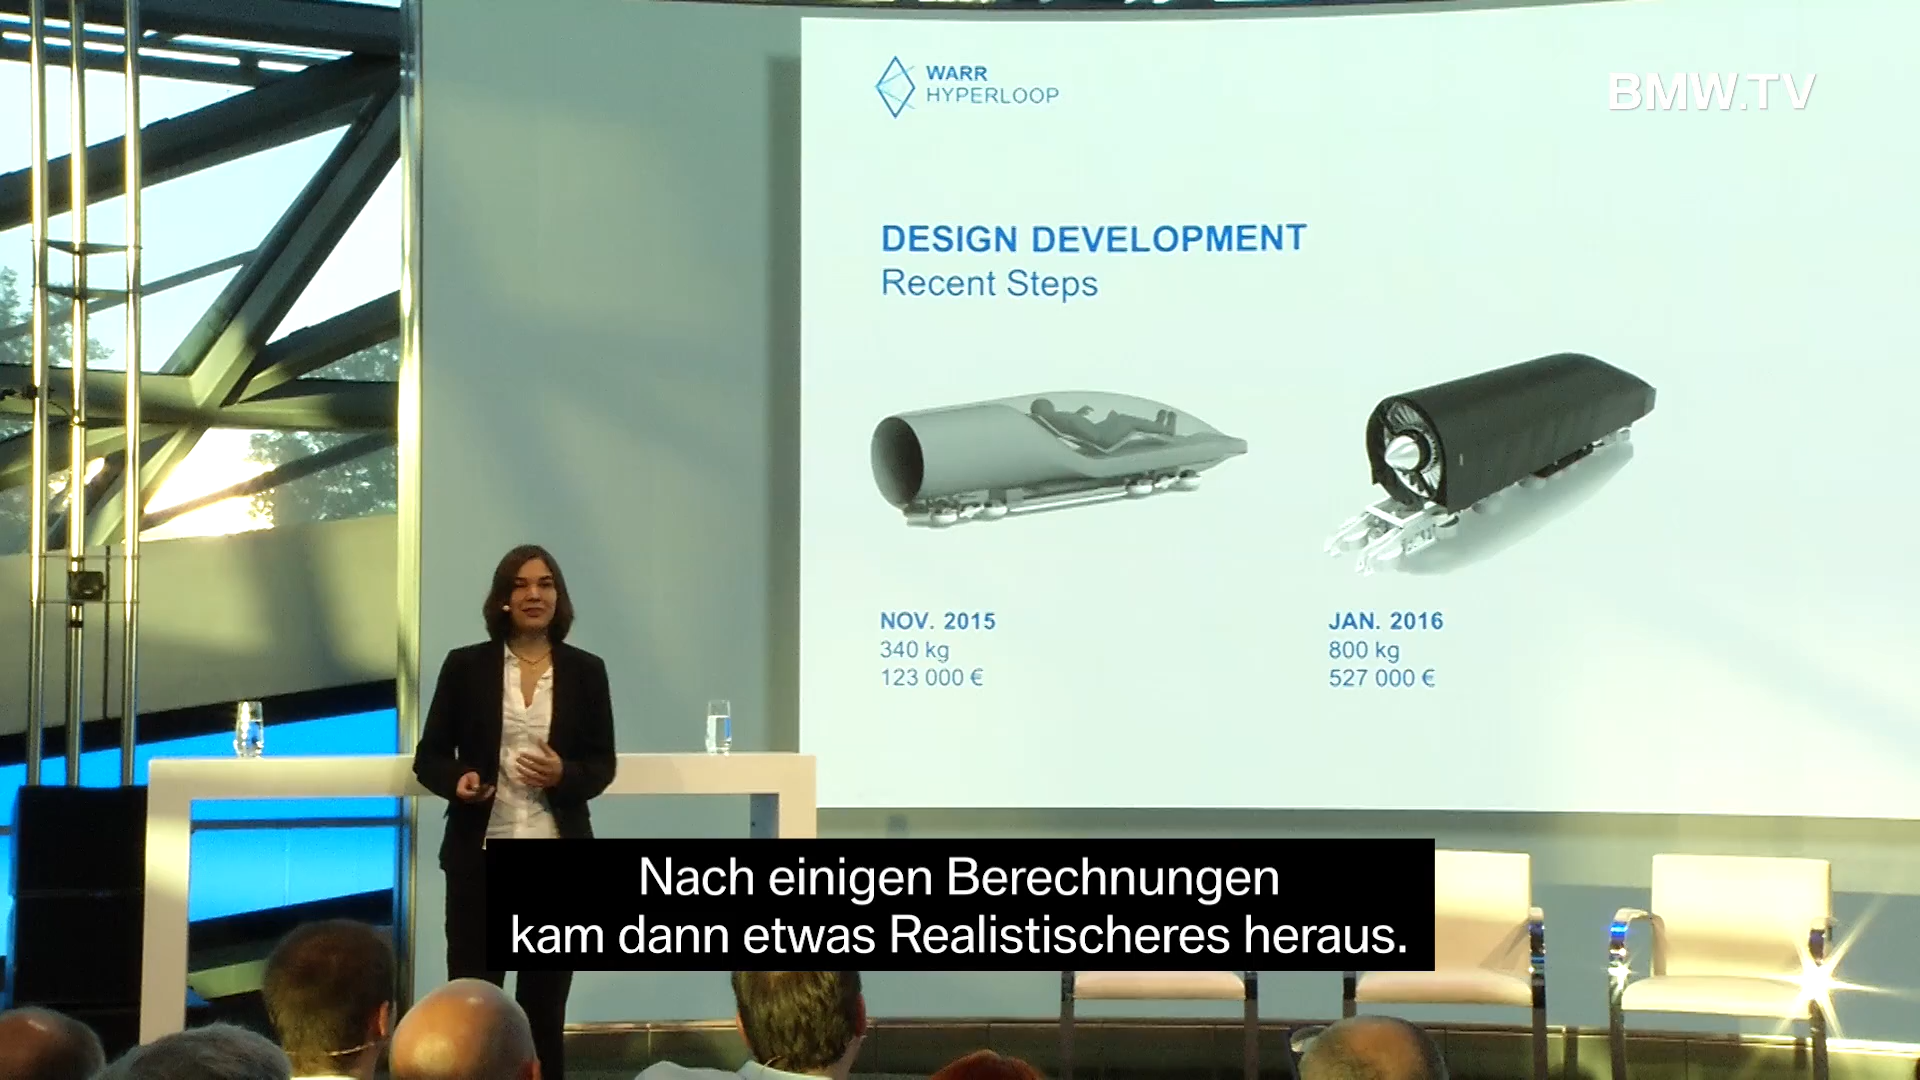 WARR
HYPERLOOP
BMW.TV
DESIGN DEVELOPMENT
Recent Steps
NOV. 2015
340 kg
123 000 €
JAN. 2016
800 kg
527 000 €
Nach einigen Berechnungen
kam dann etwas Realistischeres heraus.